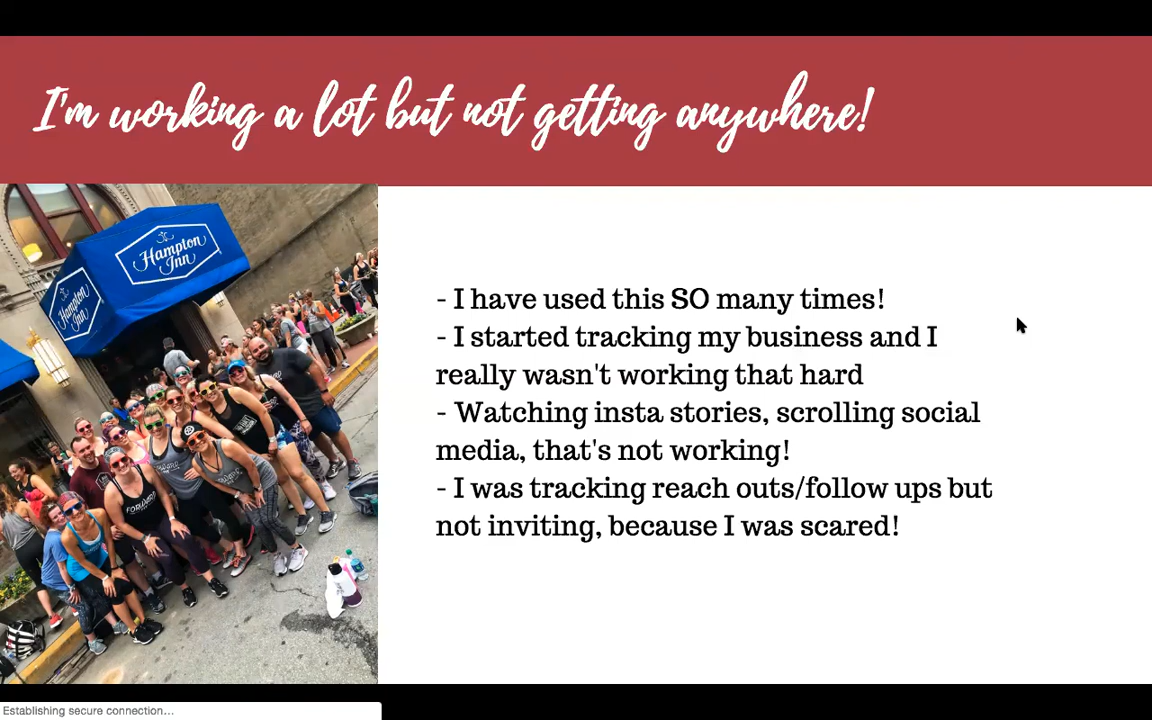 I'm working a lot but not getting anywhere!
Hampton
Inn
Hampton
Inn
- I have used this SO many times!
- I started tracking my business and I
really wasn't working that hard
- Watching insta stories, scrolling social
media, that's not working!
- I was tracking reach outs/follow ups but
not inviting, because I was scared!
FORWARD
Establishing secure connection...